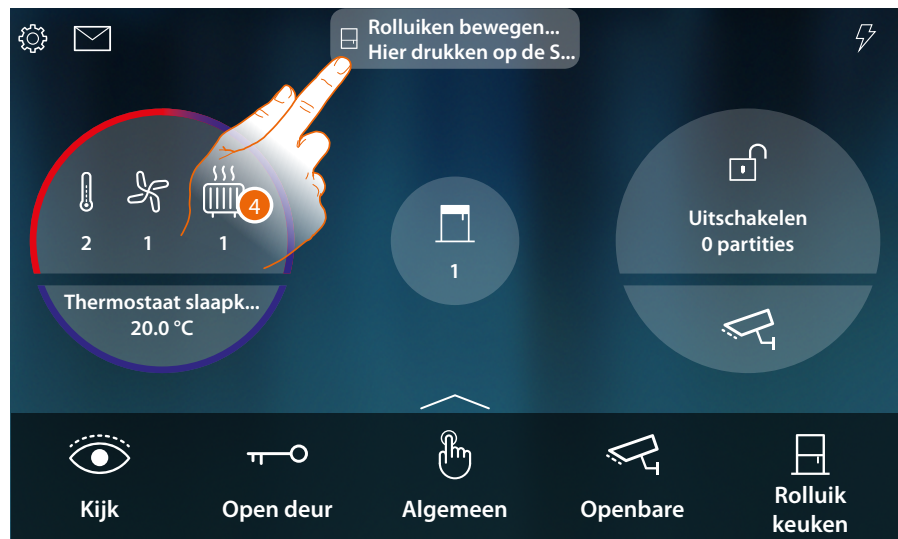 Rolluiken bewegen...
Hier drukken op de S...
4
2
1
1
Thermostaat slaapk...
20.0 °C
1
Uitschakelen
0 partities
Kijk
Open deur
Algemeen
Openbare
Rolluik
keuken